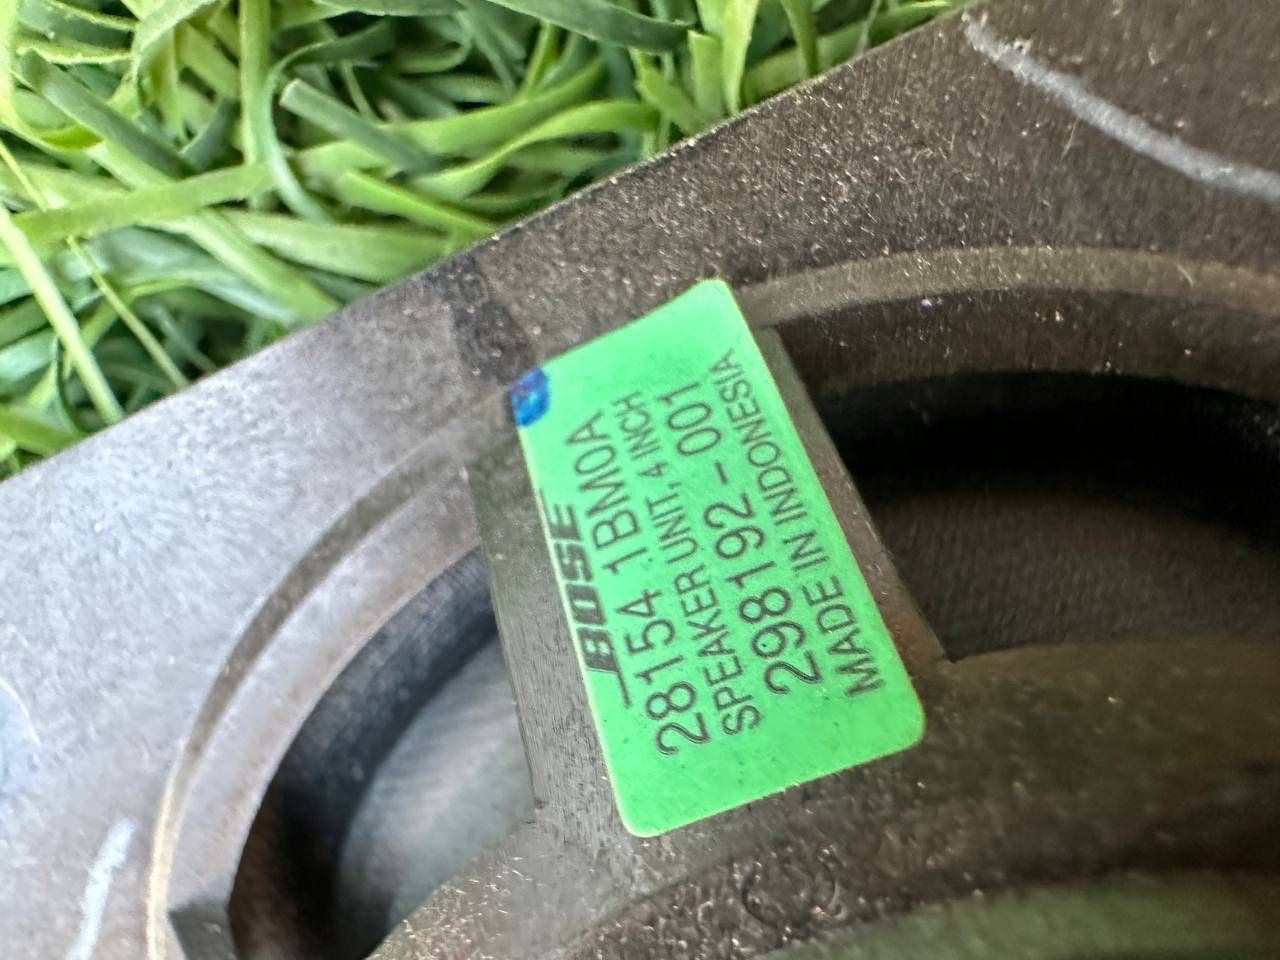 BOSE
28154 1BM0A
SPEAKER UNIT, 4 INCH
298192-001
MADE IN INDONESIA